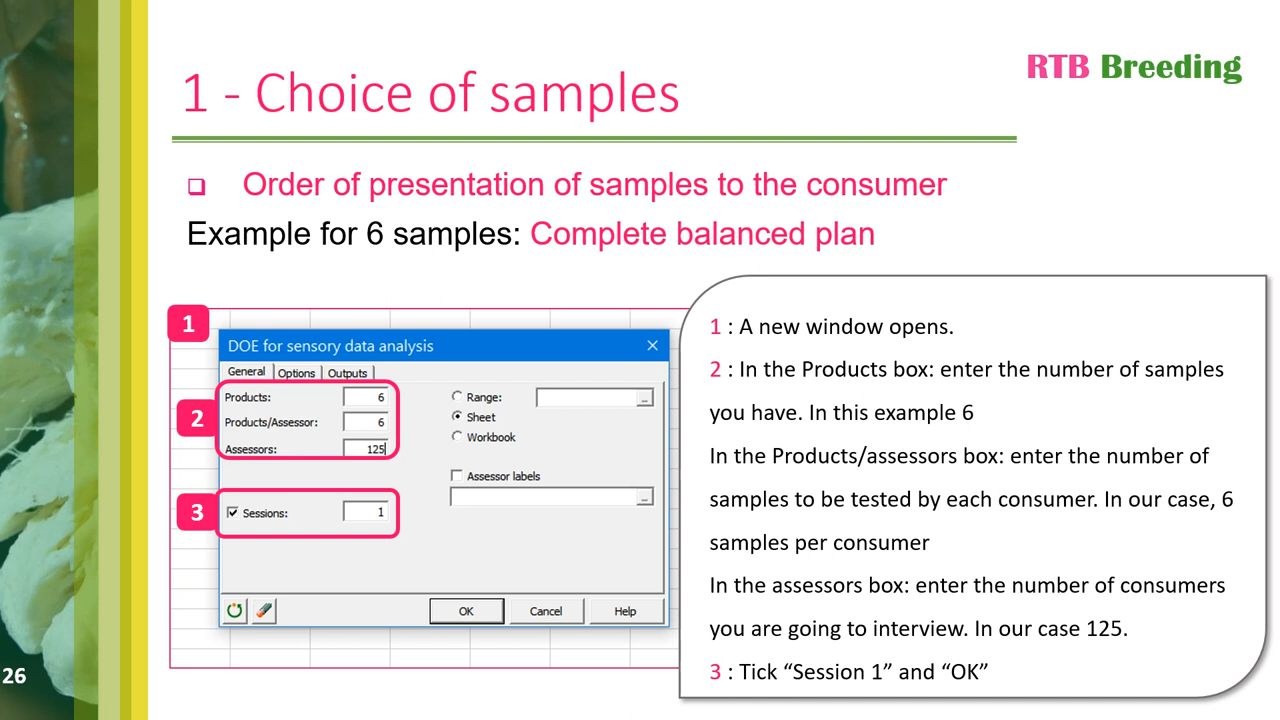 RTB Breeding
1 - Choice of samples
Order of presentation of samples to the consumer
Example for 6 samples: Complete balanced plan
1
DOE for sensory data analysis
General Options Outputs
2
Products: 6
Products/Assessor: 6
Assessors: 125
Range: ...
Sheet
Workbook
Assessor labels
...
3
Sessions: 1
OK Cancel Help
1 : A new window opens.
2 : In the Products box: enter the number of samples
you have. In this example 6
In the Products/assessors box: enter the number of
samples to be tested by each consumer. In our case, 6
samples per consumer
In the assessors box: enter the number of consumers
you are going to interview. In our case 125.
3 : Tick “Session 1” and “OK”
26